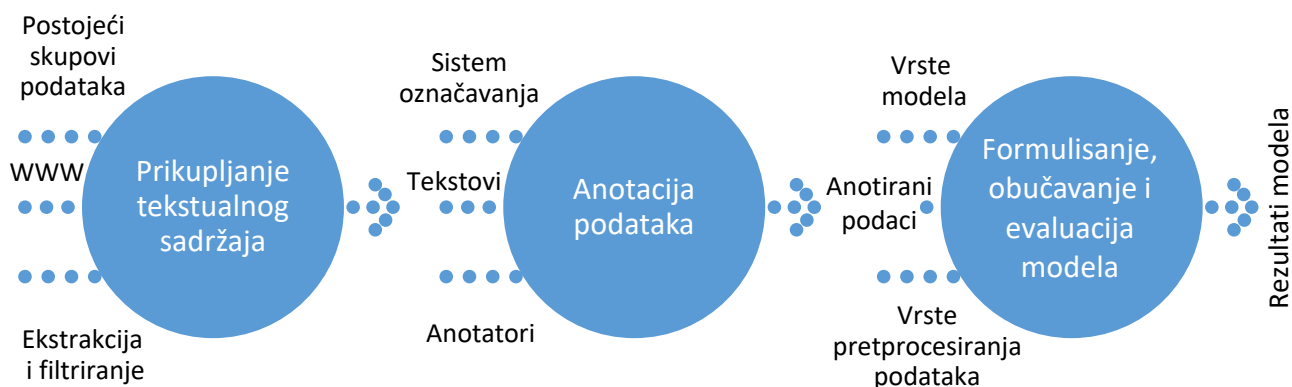 Postojeći
skupovi
podataka
WWW
Ekstrakcija
i filtriranje
Prikupljanje
tekstualnog
sadržaja
Sistem
označavanja
Tekstovi
Anotatori
Anotacija
podataka
Vrste
modela
Anotirani
podaci
Vrste
pretprocesiranja
podataka
Formulisanje,
obučavanje i
evaluacija
modela
Rezultati modela